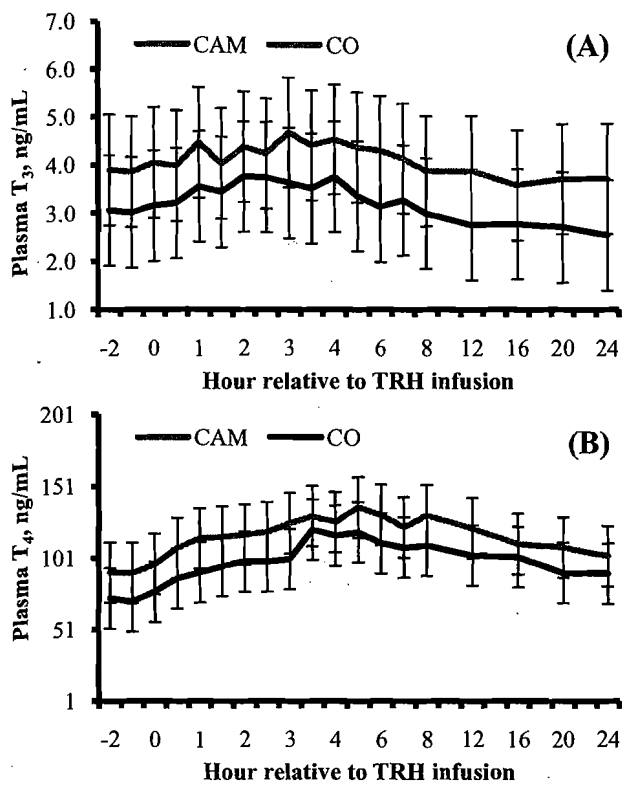 CAM CO (A)
7.0
6.0
5.0
4.0
3.0
2.0
1.0
Plasma T3, ng/mL
-2 0 1 2 3 4 6 8 12 16 20 24
Hour relative to TRH infusion
CAM CO (B)
201
151
101
51
1
Plasma T4, ng/mL
-2 0 1 2 3 4 6 8 12 16 20 24
Hour relative to TRH infusion